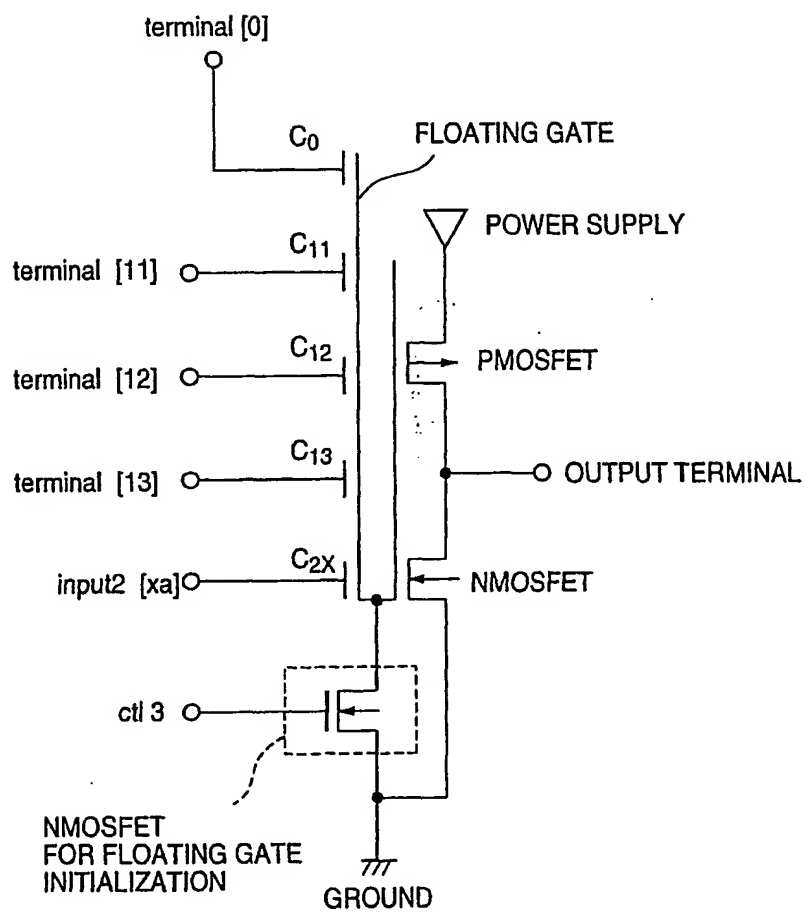 terminal [0]
C0
FLOATING GATE
POWER SUPPLY
C11
terminal [11]
C12
terminal [12]
PMOSFET
C13
terminal [13]
OUTPUT TERMINAL
C2X
input2 [xa]
NMOSFET
ctl 3
NMOSFET
FOR FLOATING GATE
INITIALIZATION
GROUND